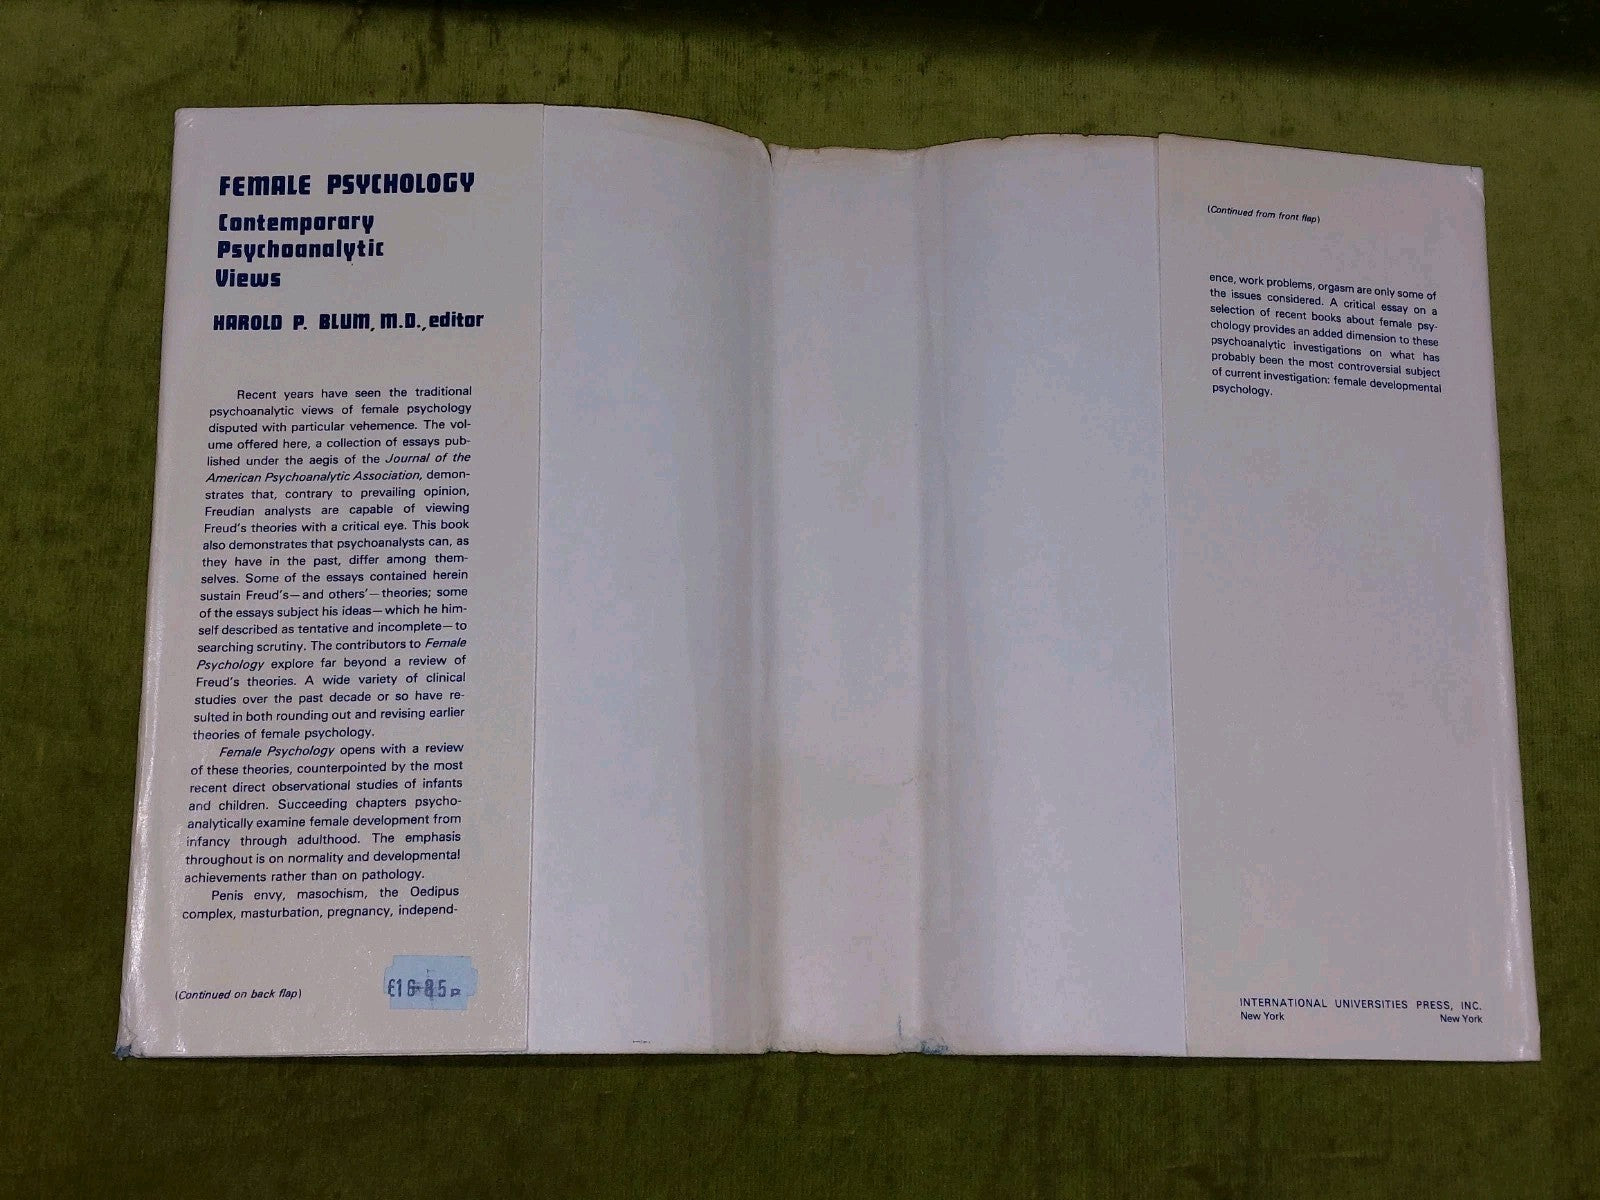 FEMALE PSYCHOLOGY
Contemporary
Psychoanalytic
Views
HAROLD P. BLUM, M.D., editor
Recent years have seen the traditional
psychoanalytic views of female psychology
disputed with particular vehemence. The vol-
ume offered here, a collection of essays pub-
lished under the aegis of the Journal of the
American Psychoanalytic Association, demon-
strates that, contrary to prevailing opinion,
Freudian analysts are capable of viewing
Freud's theories with a critical eye. This book
also demonstrates that psychoanalysts can, as
they have in the past, differ among them-
selves. Some of the essays contained herein
sustain Freud's—and others'—theories; some
of the essays subject his ideas—which he him-
self described as tentative and incomplete—to
searching scrutiny. The contributors to Female
Psychology explore far beyond a review of
Freud's theories. A wide variety of clinical
studies over the past decade or so have re-
sulted in both rounding out and revising earlier
theories of female psychology.
Female Psychology opens with a review
of these theories, counterpointed by the most
recent direct observational studies of infants
and children. Succeeding chapters psycho-
analytically examine female development from
infancy through adulthood. The emphasis
throughout is on normality and developmental
achievements rather than on pathology.
Penis envy, masochism, the Oedipus
complex, masturbation, pregnancy, independ-
(Continued on back flap)
£16-85p
(Continued from front flap)
ence, work problems, orgasm are only some of
the issues considered. A critical essay on a
selection of recent books about female psy-
chology provides an added dimension to these
psychoanalytic investigations on what has
probably been the most controversial subject
of current investigation: female developmental
psychology.
INTERNATIONAL UNIVERSITIES PRESS, INC.
New York New York